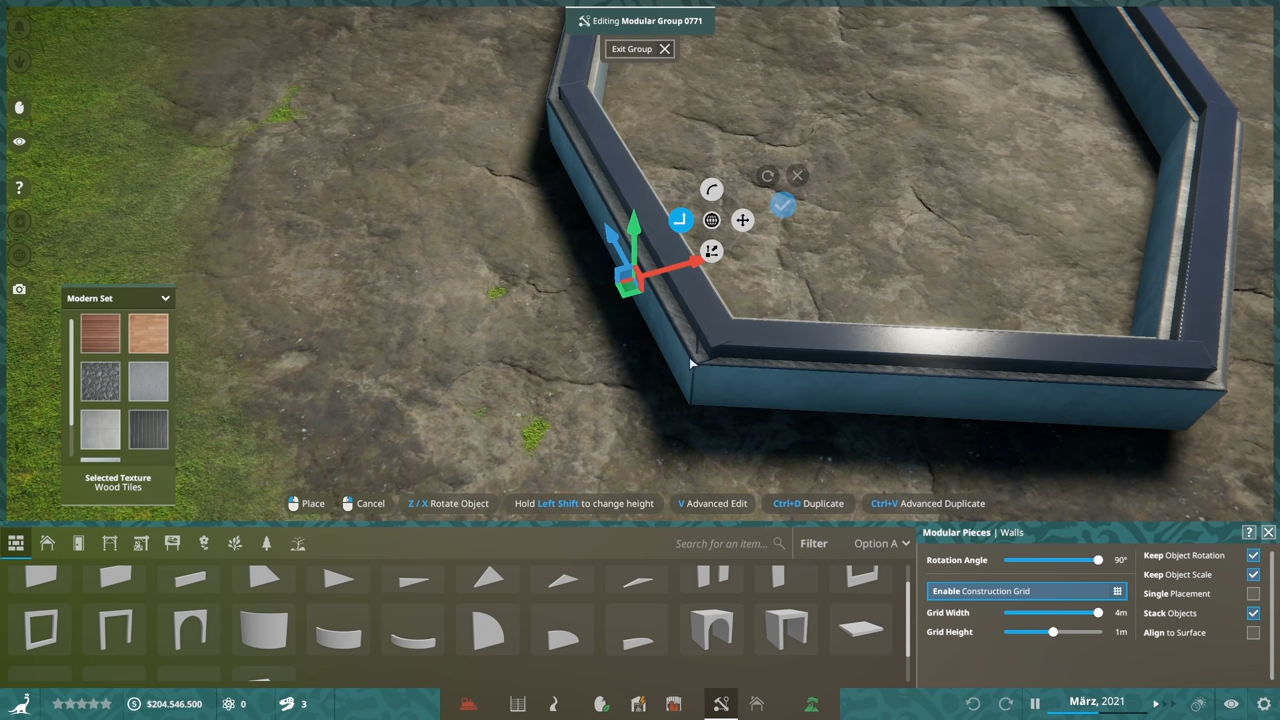 Editing Modular Group 0771
Exit Group
Modern Set
Selected Texture
Wood Tiles
Place
Cancel
Z / X Rotate Object
Hold Left Shift to change height
V Advanced Edit
Ctrl+D Duplicate
Ctrl+V Advanced Duplicate
Search for an item...
Filter
Option A
Modular Pieces | Walls
?
Rotation Angle
90°
Enable Construction Grid
Grid Width
4m
Grid Height
1m
Keep Object Rotation
Keep Object Scale
Single Placement
Stack Objects
Align to Surface
$204.546.500
0
3
März, 2021